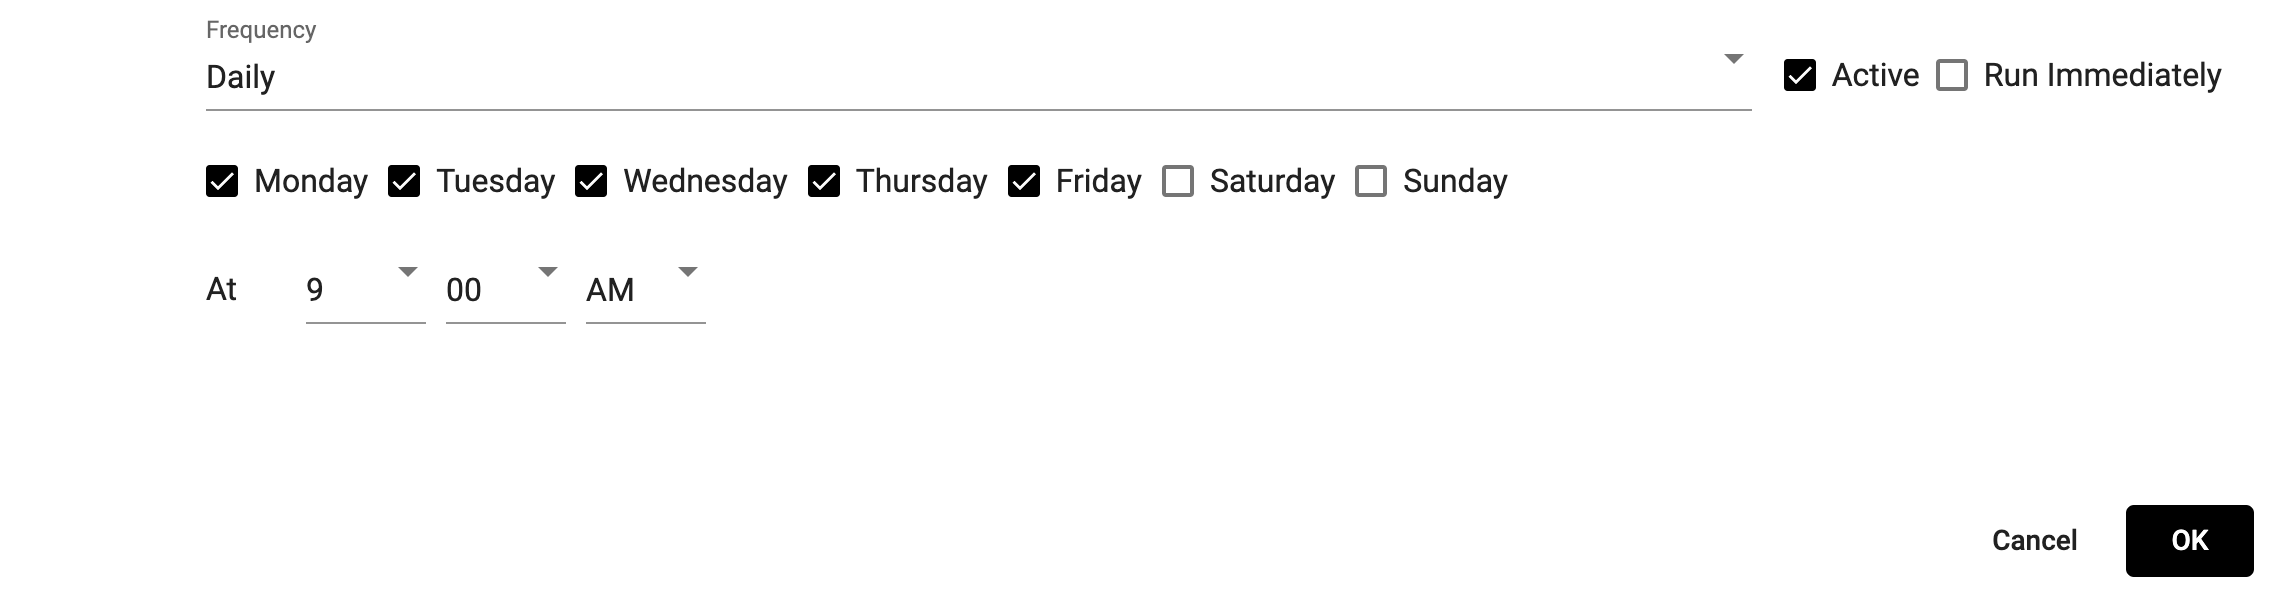 Frequency
Daily
Active Run Immediately
Monday Tuesday Wednesday Thursday Friday Saturday Sunday
At 9 00 AM
Cancel OK